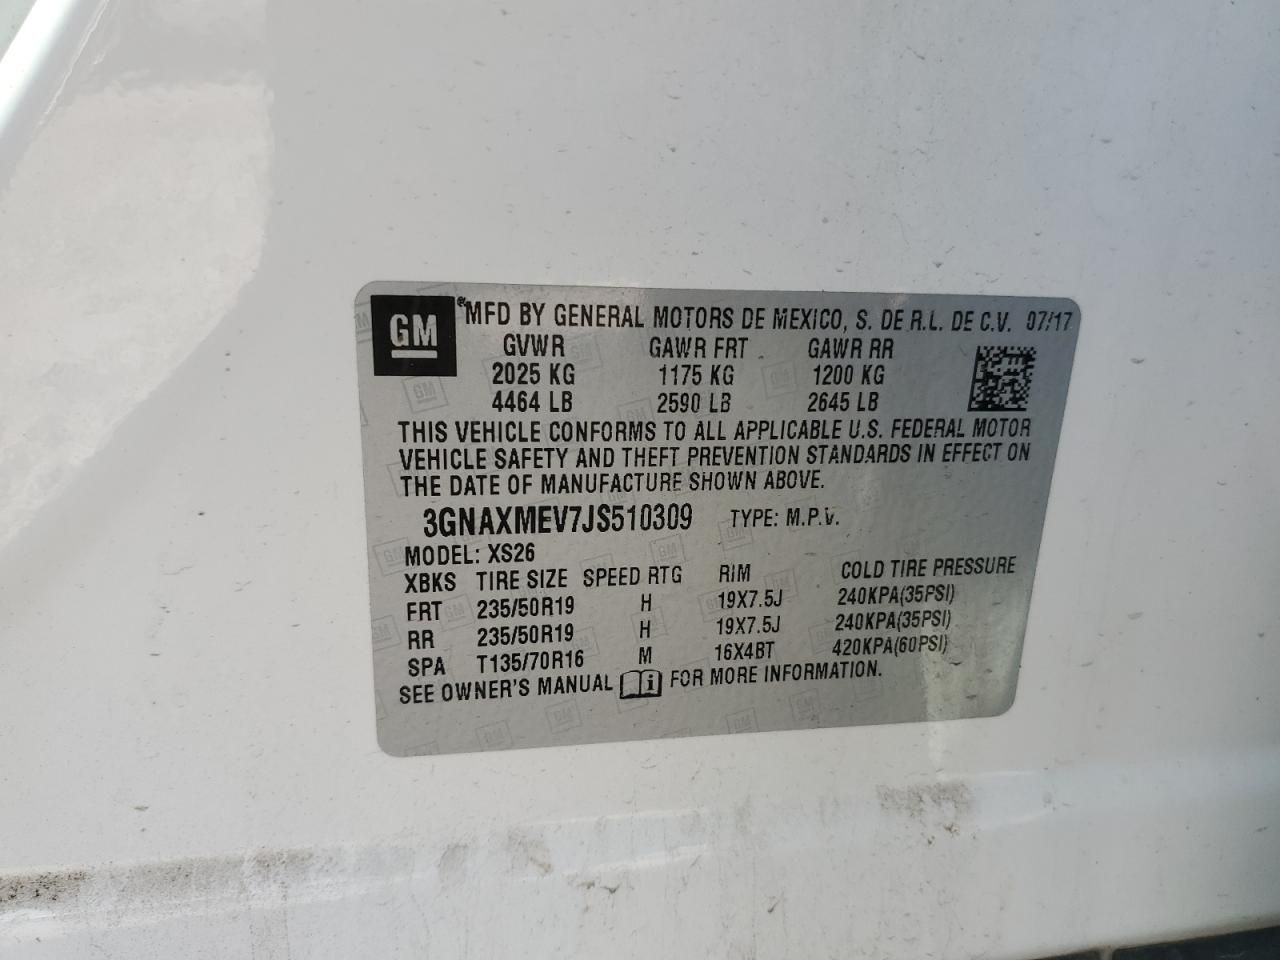 GM
MFD BY GENERAL MOTORS DE MEXICO, S. DE R.L. DE C.V. 07/17
GVWR GAWR FRT GAWR RR
2025 KG 1175 KG 1200 KG
4464 LB 2590 LB 2645 LB
THIS VEHICLE CONFORMS TO ALL APPLICABLE U.S. FEDERAL MOTOR
VEHICLE SAFETY AND THEFT PREVENTION STANDARDS IN EFFECT ON
THE DATE OF MANUFACTURE SHOWN ABOVE.
3GNAXMEV7JS510309 TYPE: M.P.V.
MODEL: XS26
XBKS TIRE SIZE SPEED RTG RIM COLD TIRE PRESSURE
FRT 235/50R19 H 19X7.5J 240KPA(35PSI)
RR 235/50R19 H 19X7.5J 240KPA(35PSI)
SPA T135/70R16 M 16X4BT 420KPA(60PSI)
SEE OWNER'S MANUAL i FOR MORE INFORMATION.